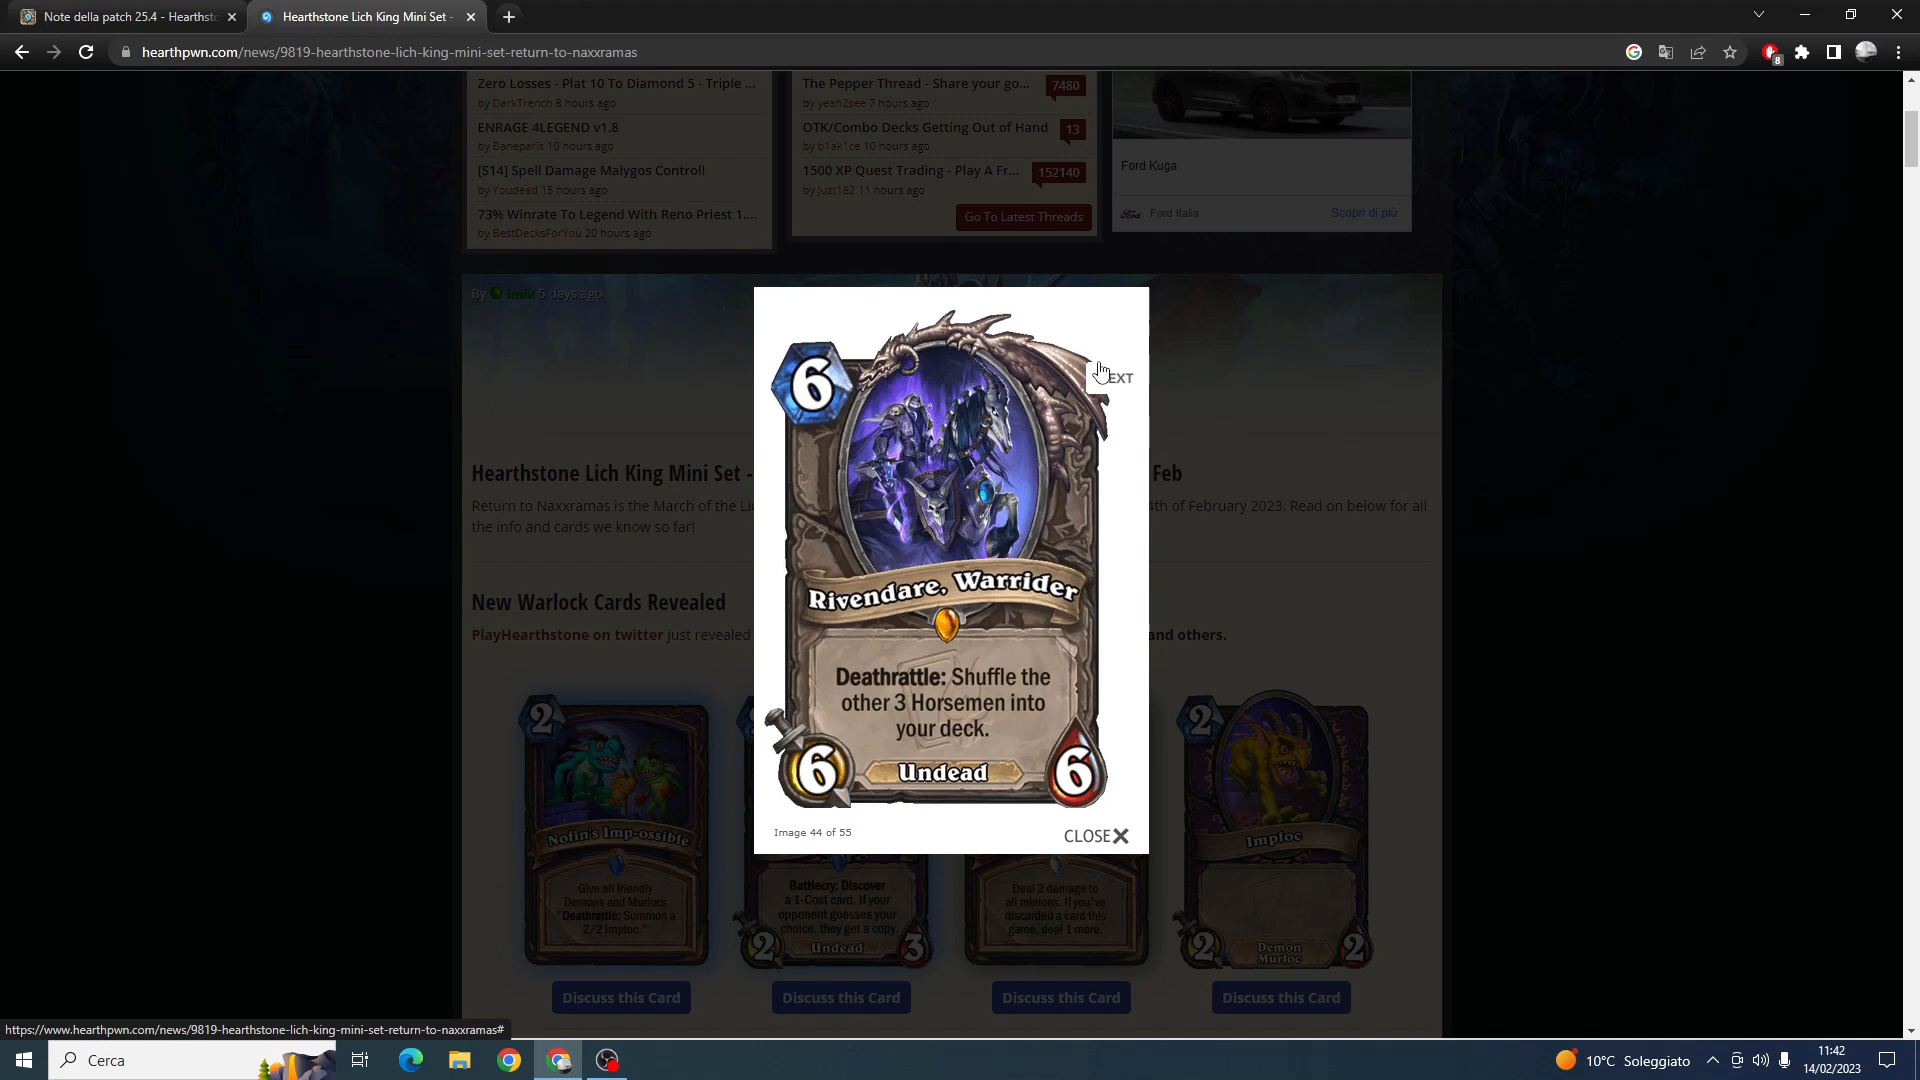 Note della patch 25.4 - Hearthst
Hearthstone Lich King Mini Set -
hearthpwn.com/news/9819-hearthstone-lich-king-mini-set-return-to-naxxramas
8
Zero Losses - Plat 10 To Diamond 5 - Triple ...
by DarkTrench 8 hours ago
ENRAGE 4LEGEND v1.8
by Baneparis 10 hours ago
[S14] Spell Damage Malygos Control!
by Youdead 15 hours ago
73% Winrate To Legend With Reno Priest 1....
by BestDecksForYou 20 hours ago
The Pepper Thread - Share your go...
7480
by yeah2see 7 hours ago
OTK/Combo Decks Getting Out of Hand
13
by b1ak1ce 10 hours ago
1500 XP Quest Trading - Play A Fr...
152140
by Juzt182 11 hours ago
Go To Latest Threads
Ford Kuga
Ford
Ford Italia
Scopri di più
By imik 5 days ago
6
EXT
Rivendare, Warrider
Deathrattle: Shuffle the
other 3 Horsemen into
your deck.
6
Undead
6
Image 44 of 55
CLOSE
Hearthstone Lich King Mini Set -
Feb
Return to Naxxramas is the March of the Lic
4th of February 2023. Read on below for all
the info and cards we know so far!
New Warlock Cards Revealed
PlayHearthstone on twitter just revealed
and others.
2
Nofin's Imp-ossible
Give all friendly
Demons and Murlocs
"Deathrattle: Summon a
2/2 Imploc."
Battlecry: Discover
a 1-Cost card. If your
opponent guesses your
choice, they get a copy.
2
Undead
3
Deal 2 damage to
all minions. If you've
discarded a card this
game, deal 1 more.
2
Imploc
2
Demon
Murloc
2
Discuss this Card
Discuss this Card
Discuss this Card
Discuss this Card
https://www.hearthpwn.com/news/9819-hearthstone-lich-king-mini-set-return-to-naxxramas#
Cerca
10°C Soleggiato
11:42
14/02/2023